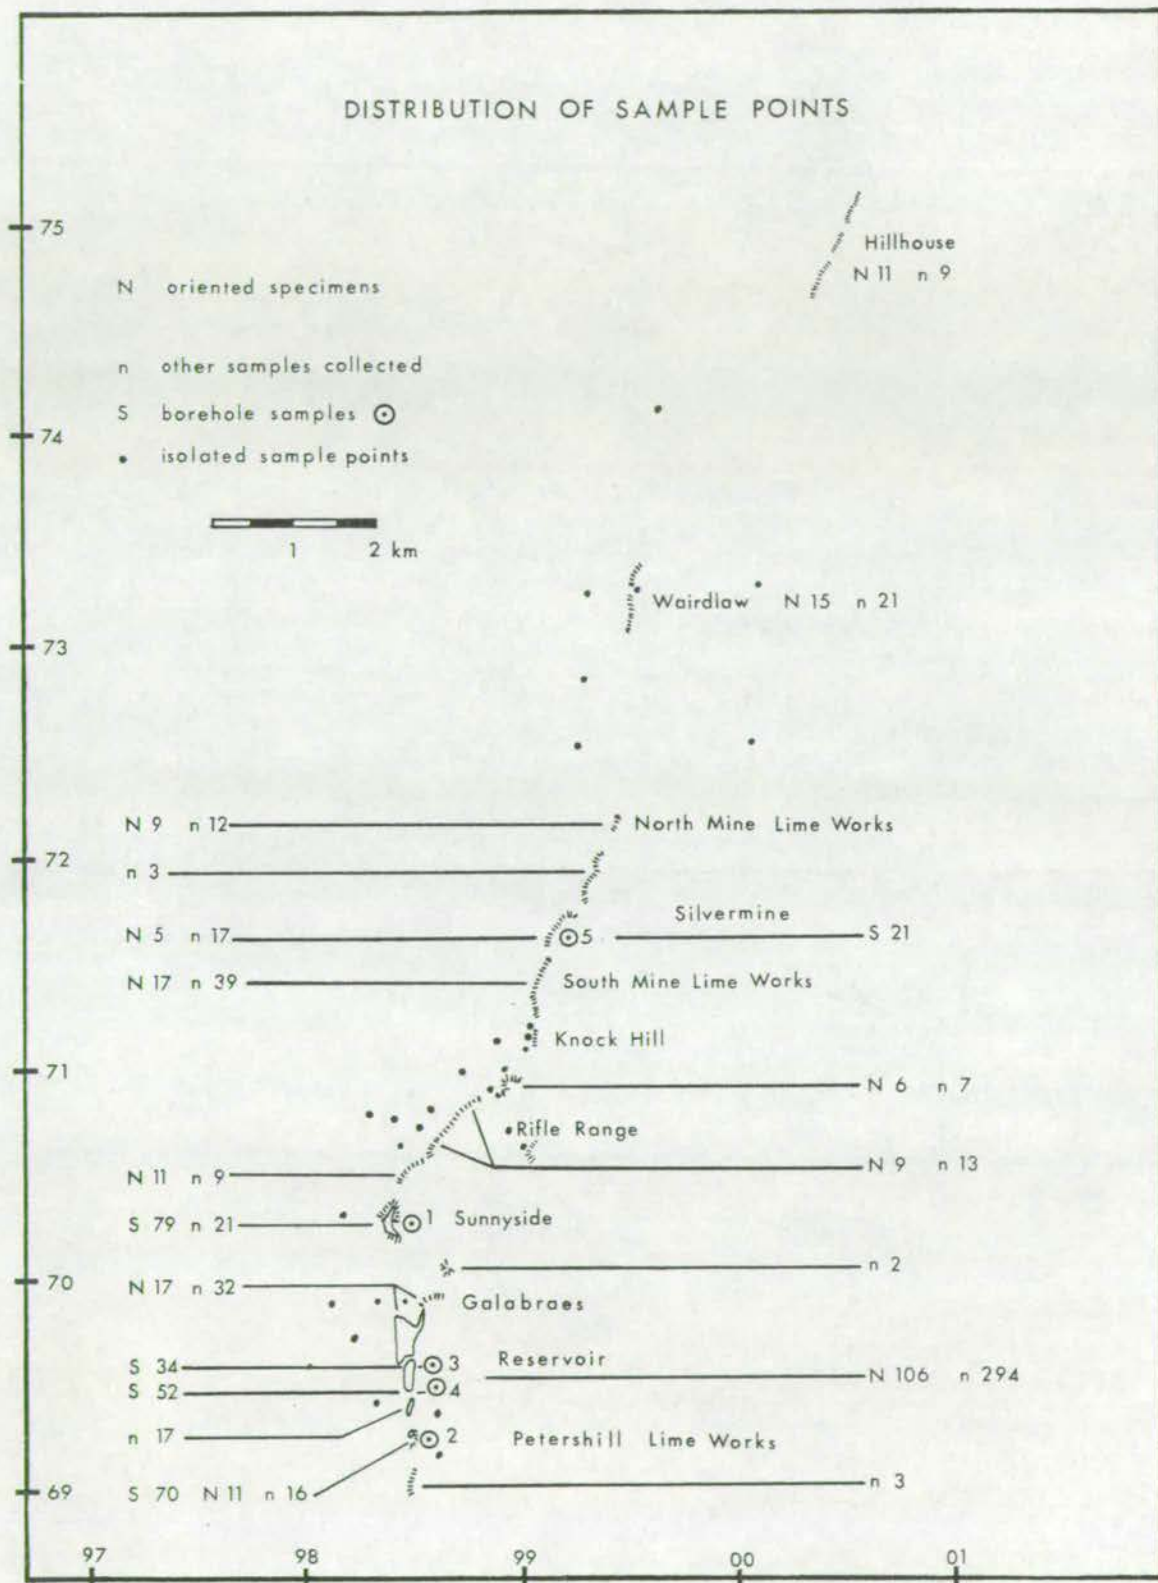 DISTRIBUTION OF SAMPLE POINTS
75
Hillhouse
N 11 n 9
N oriented specimens
n other samples collected
S borehole samples
74
isolated sample points
1 2 km
Wairdlaw N 15 n 21
73
N 9 n 12 North Mine Lime Works
72
n 3
Silvermine
N 5 n 17 5 S 21
N 17 n 39 South Mine Lime Works
Knock Hill
71
N 6 n 7
Rifle Range
N 9 n 13
N 11 n 9
S 79 n 21 1 Sunnyside
n 2
70
N 17 n 32
Galabraes
S 34 3 Reservoir
N 106 n 294
S 52 4
n 17 2 Petershill Lime Works
n 3
69 S 70 N 11 n 16
97 98 99 00 01